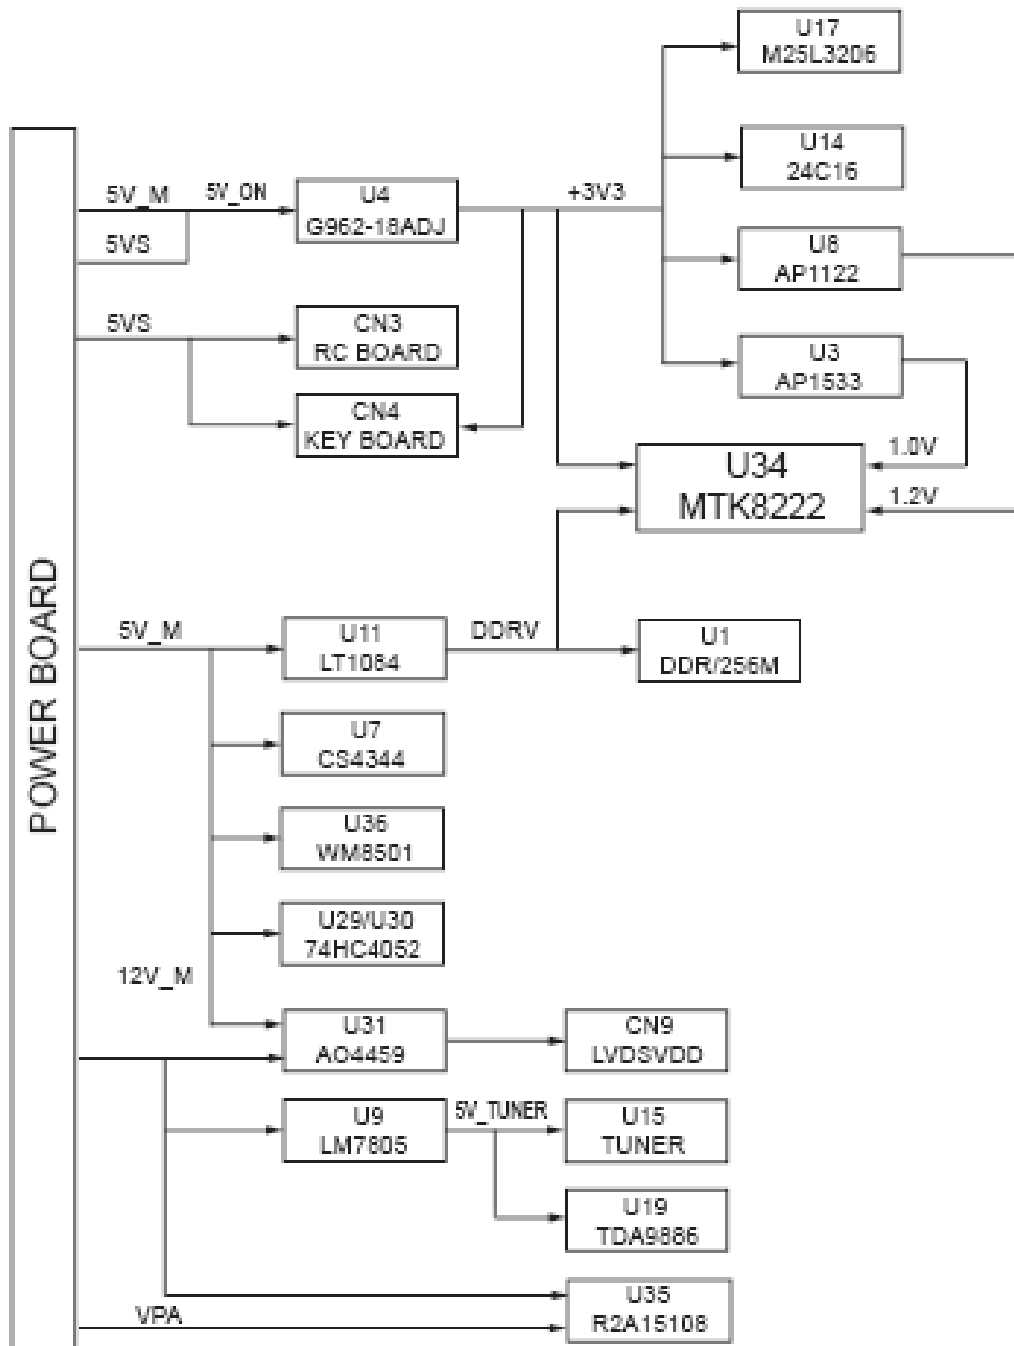 U17
M25L3206
U14
24C16
5V_M
5V_ON
U4
G962-18ADJ
+3V3
5VS
U8
AP1122
5VS
CN3
RC BOARD
U3
AP1533
CN4
KEY BOARD
U34
MTK8222
1.0V
1.2V
POWER BOARD
5V_M
U11
LT1084
DDRV
U1
DDR/256M
U7
CS4344
U36
WM8501
U29/U30
74HC4052
12V_M
U31
AO4459
CN9
LVDSVDD
U9
LM7805
5V_TUNER
U15
TUNER
U19
TDA9886
U35
R2A15108
VPA